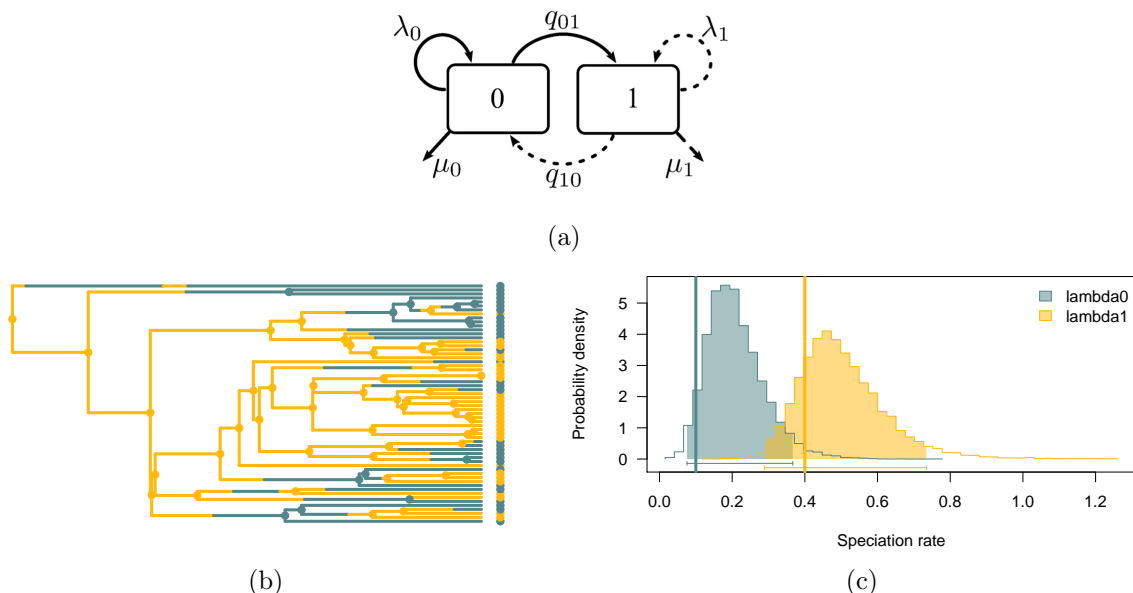 λ₀ q₀₁ λ₁
0 1
μ₀ q₁₀ μ₁
(a)
lambda0
lambda1
Probability density
5
4
3
2
1
0
0.0 0.2 0.4 0.6 0.8 1.0 1.2
Speciation rate
(b) (c)